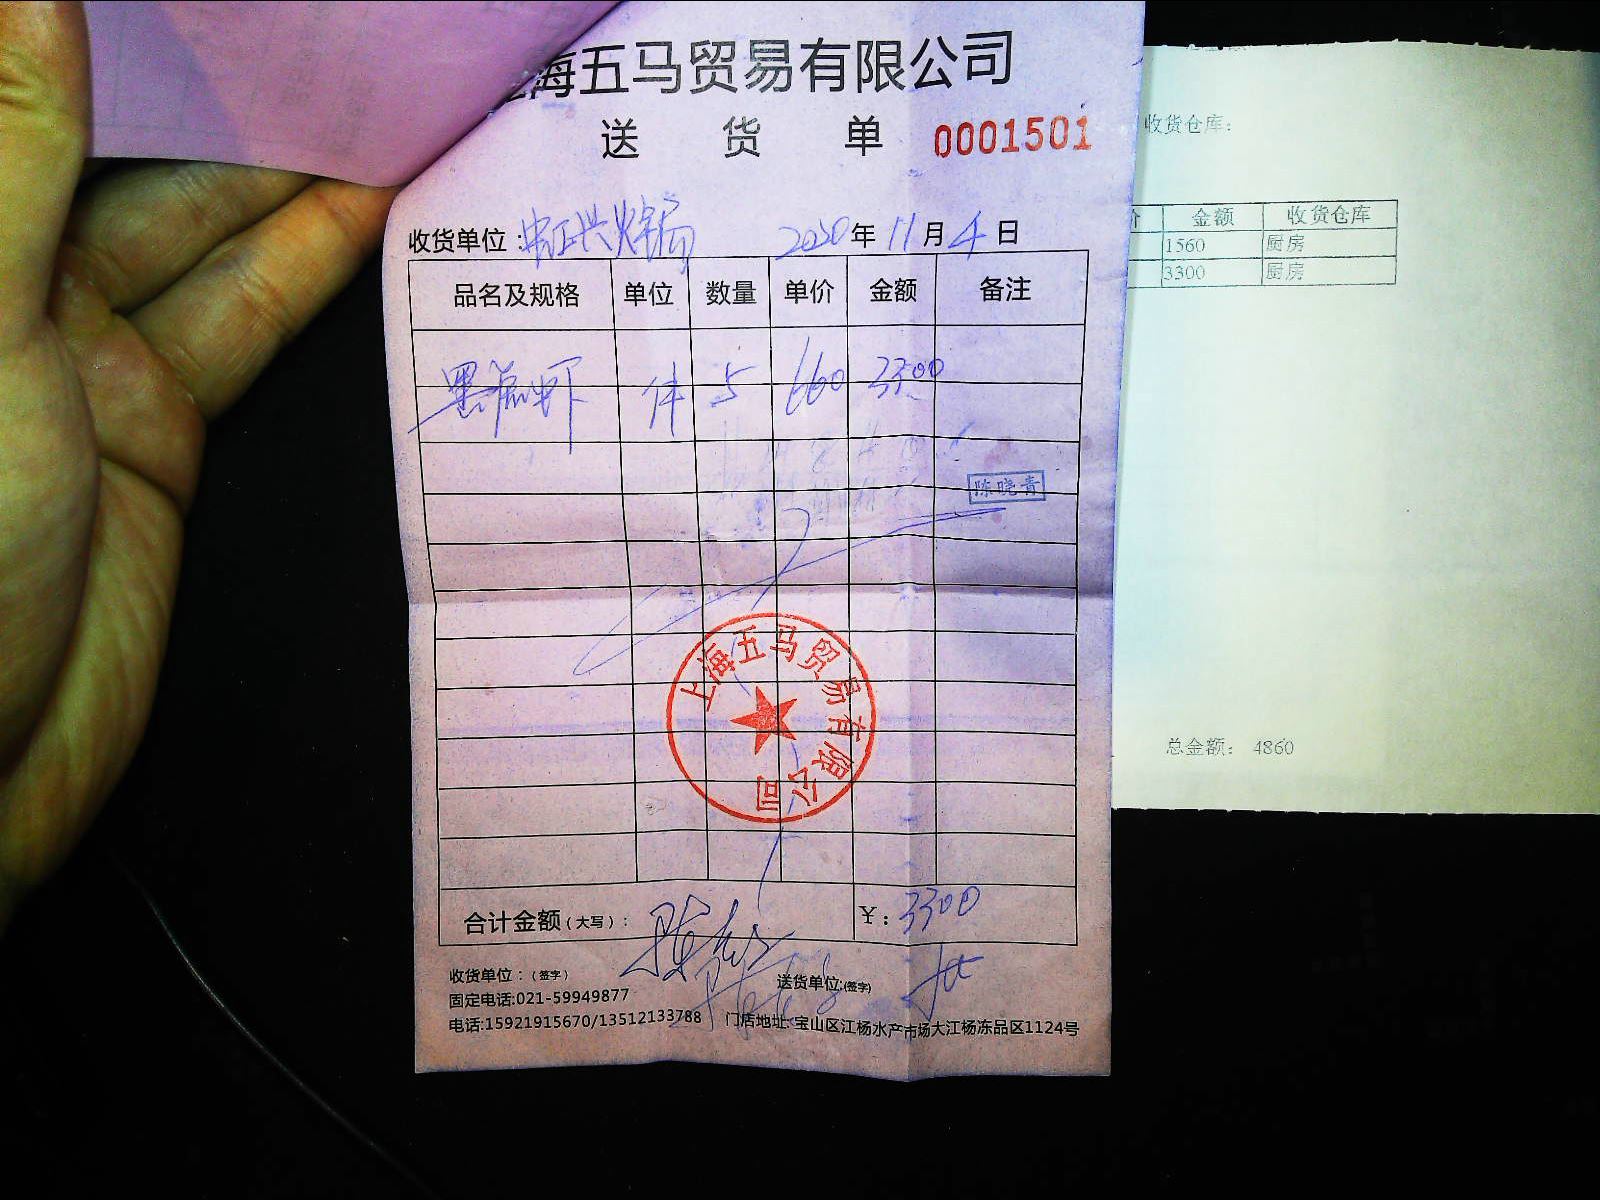 海五马贸易有限公司
送货单 0001501
收货单位： 火锅 2020年11月4日
品名及规格 单位 数量 单价 金额 备注
黑虎虾 件 5 660 3300
陈晓青
上海五马贸易有限公司
合计金额（大写）： ¥：3300
收货单位：（签字） 送货单位:(签字)
固定电话:021-59949877
电话:15921915670/13512133788 门店地址:宝山区江杨水产市场大江杨冻品区1124号
收货仓库：
价 金额 收货仓库
1560 厨房
3300 厨房
总金额： 4860